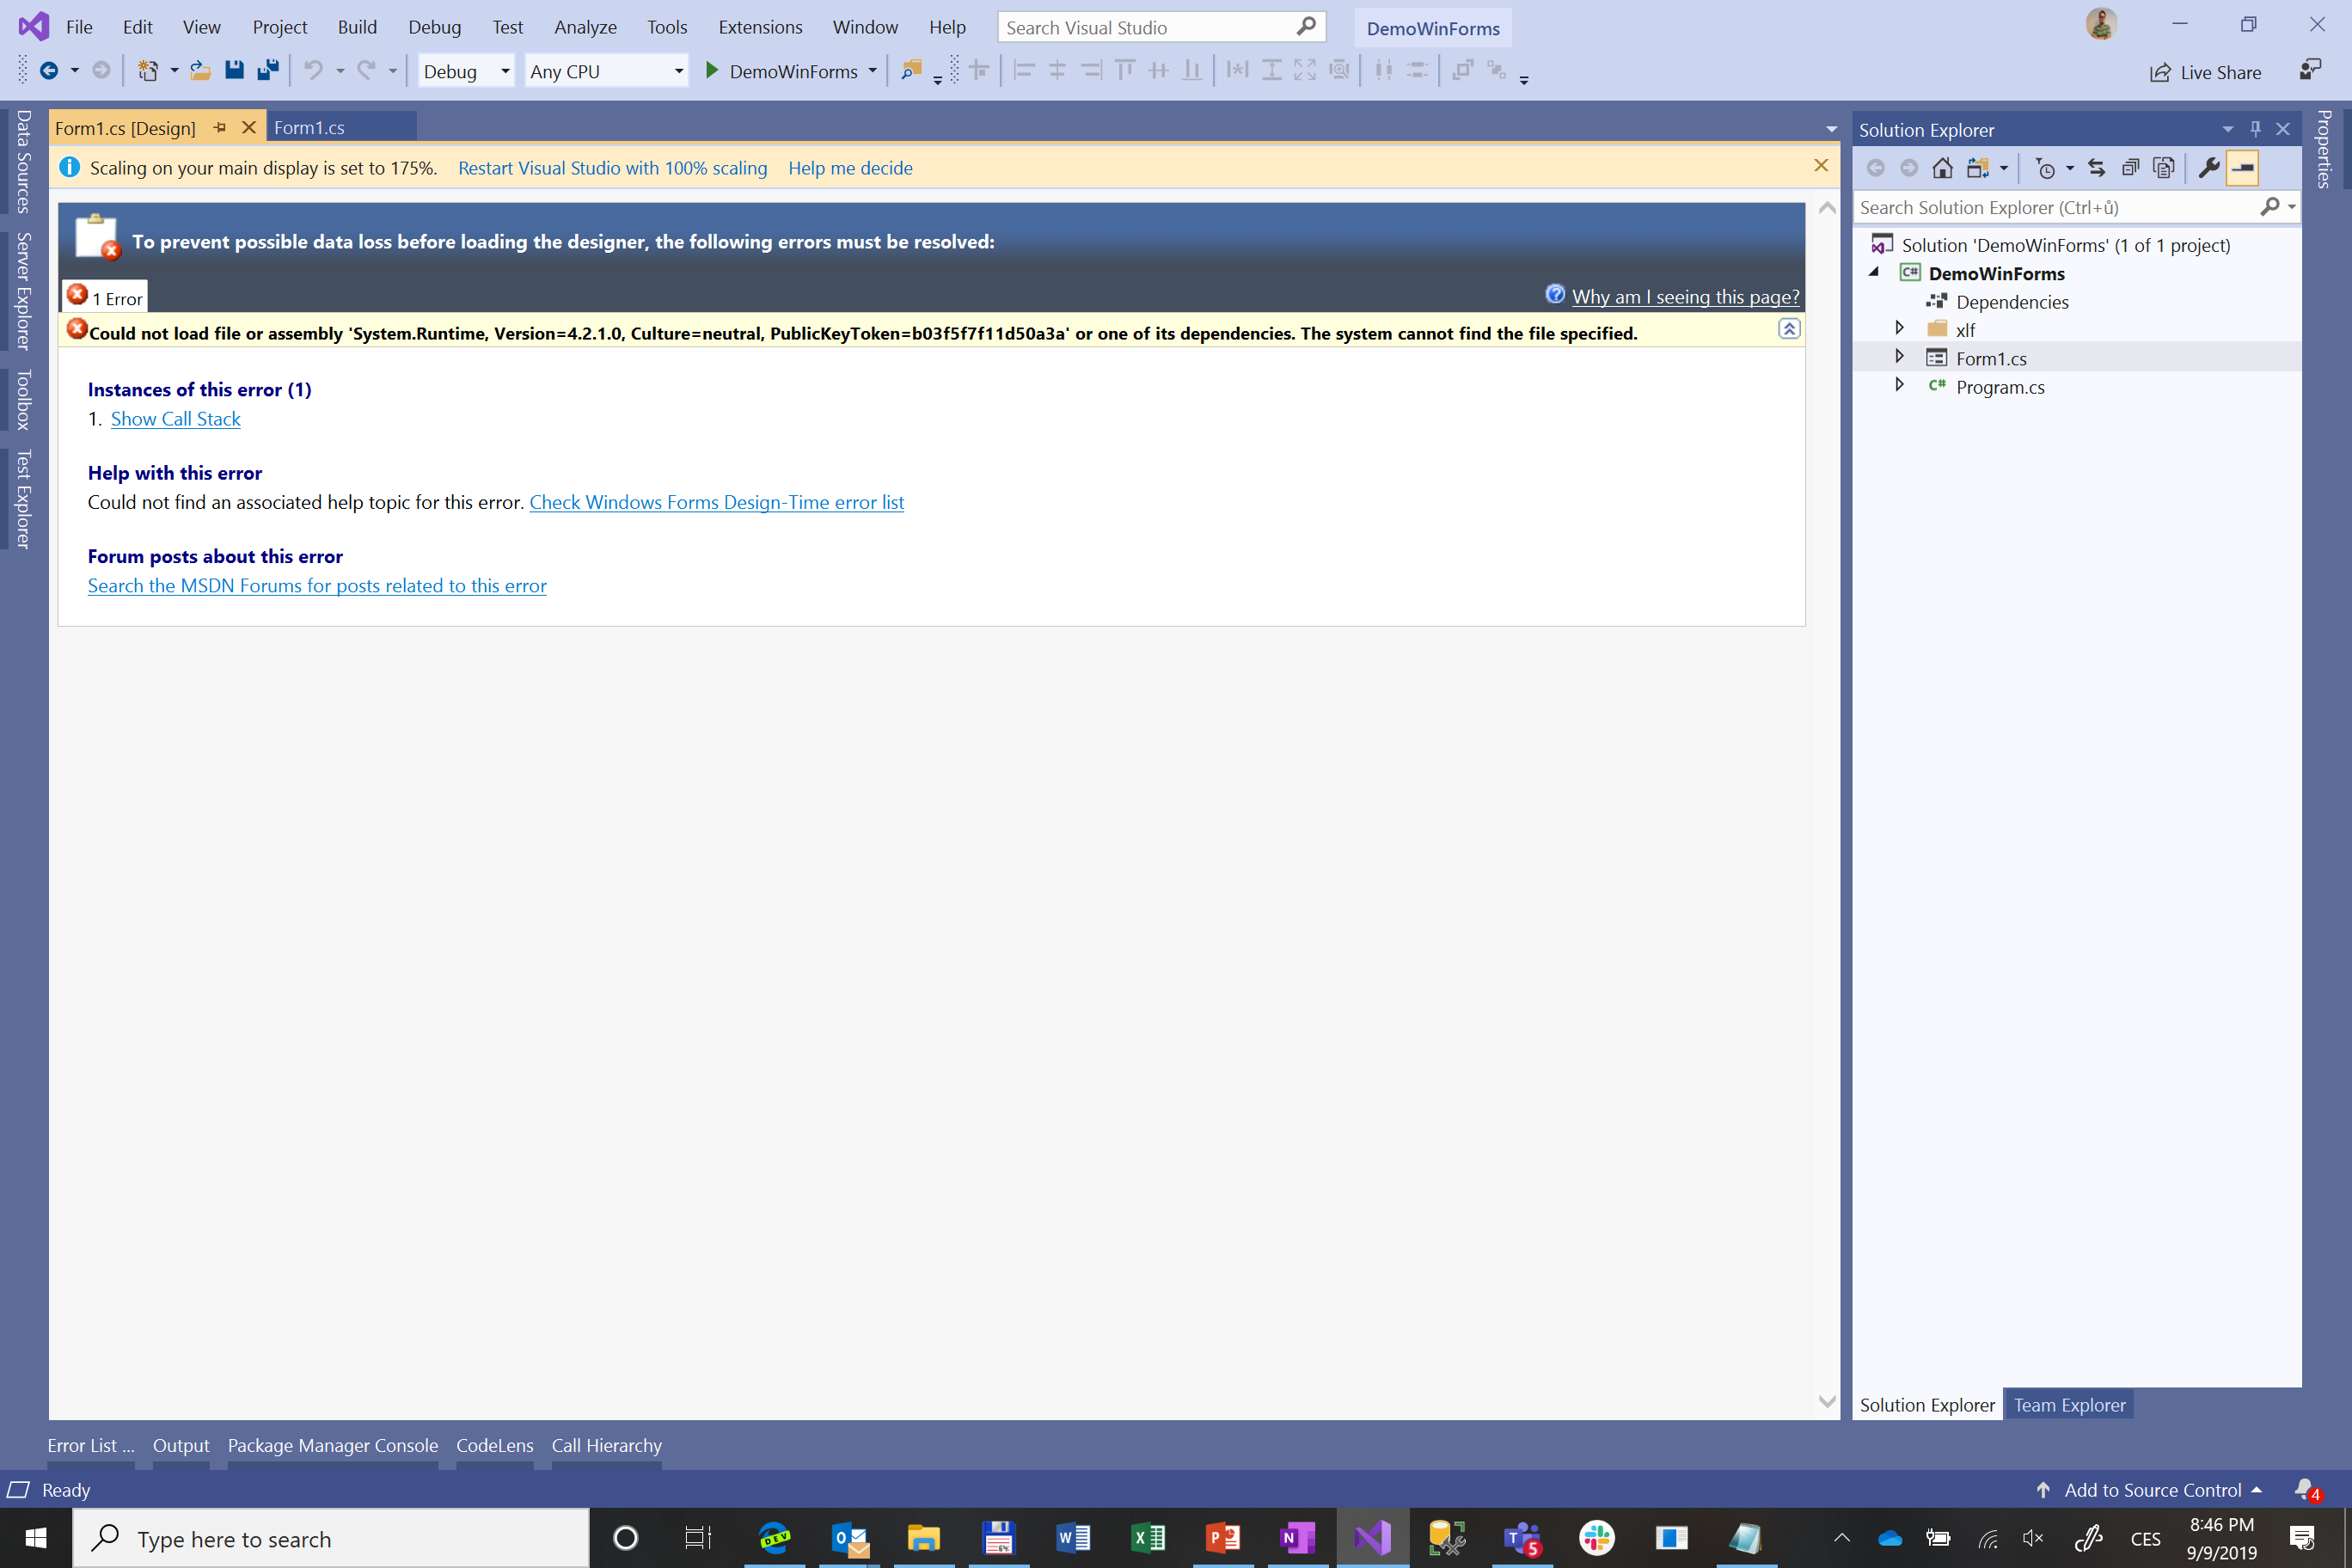 File Edit View Project Build Debug Test Analyze Tools Extensions Window Help Search Visual Studio DemoWinForms
Debug Any CPU DemoWinForms Live Share
Form1.cs [Design] Form1.cs
Scaling on your main display is set to 175%. Restart Visual Studio with 100% scaling Help me decide
To prevent possible data loss before loading the designer, the following errors must be resolved:
1 Error
Why am I seeing this page?
Could not load file or assembly 'System.Runtime, Version=4.2.1.0, Culture=neutral, PublicKeyToken=b03f5f7f11d50a3a' or one of its dependencies. The system cannot find the file specified.
Instances of this error (1)
1. Show Call Stack
Help with this error
Could not find an associated help topic for this error. Check Windows Forms Design-Time error list
Forum posts about this error
Search the MSDN Forums for posts related to this error
Data Sources
Server Explorer
Toolbox
Test Explorer
Solution Explorer
Search Solution Explorer (Ctrl+ů)
Solution 'DemoWinForms' (1 of 1 project)
C# DemoWinForms
Dependencies
xlf
Form1.cs
C# Program.cs
Properties
Solution Explorer Team Explorer
Error List ... Output Package Manager Console CodeLens Call Hierarchy
Ready Add to Source Control 4
Type here to search
DEV
O
64
W
X
P
N
T 5
CES
8:46 PM
9/9/2019